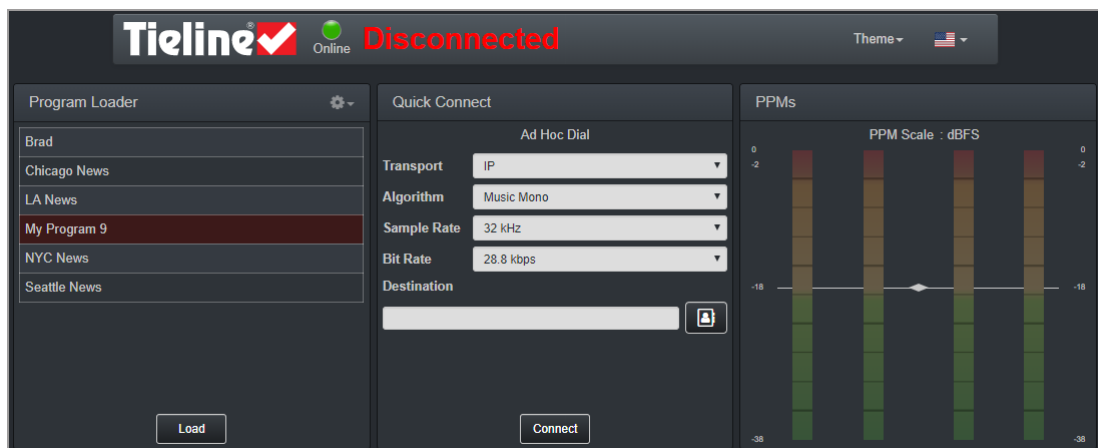 Tieline® Online Disconnected Theme
Program Loader
Brad
Chicago News
LA News
My Program 9
NYC News
Seattle News
Load
Quick Connect
Ad Hoc Dial
Transport IP
Algorithm Music Mono
Sample Rate 32 kHz
Bit Rate 28.8 kbps
Destination
Connect
PPMs
PPM Scale : dBFS
0 0
-2 -2
-18 -18
-38 -38